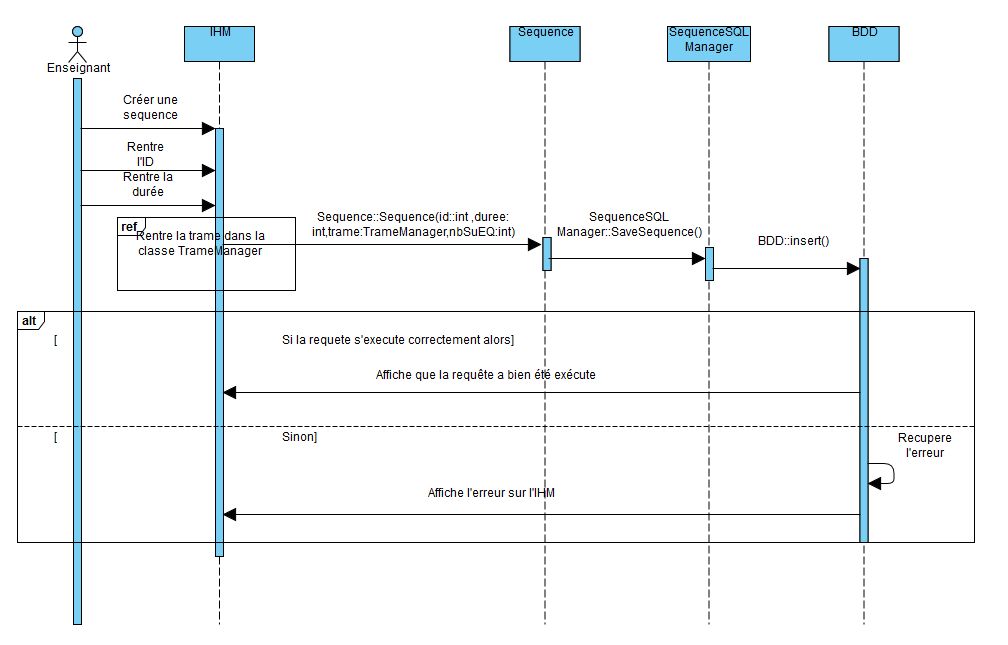 Enseignant
IHM
Sequence
SequenceSQL
Manager
BDD
Créer une
sequence
Rentre
l'ID
Rentre la
durée
ref
Rentre la trame dans la
classe TrameManager
Sequence::Sequence(id::int ,duree:
int,trame:TrameManager,nbSuEQ:int)
SequenceSQL
Manager::SaveSequence()
BDD::insert()
alt
[ Si la requete s'execute correctement alors]
Affiche que la requête a bien été exécute
[ Sinon]
Recupere
l'erreur
Affiche l'erreur sur l'IHM